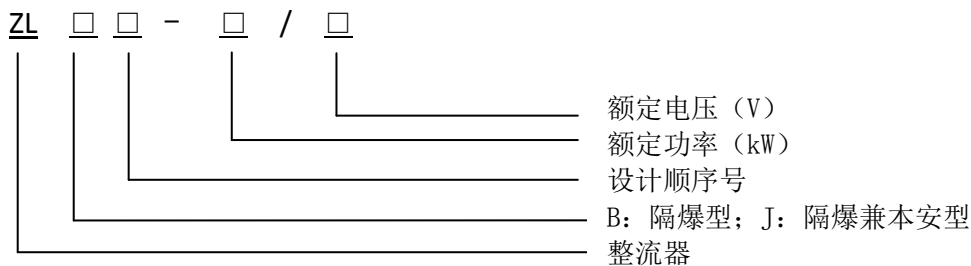 ZL □ □ - □ / □
额定电压（V）
额定功率（kW）
设计顺序号
B：隔爆型；J：隔爆兼本安型
整流器